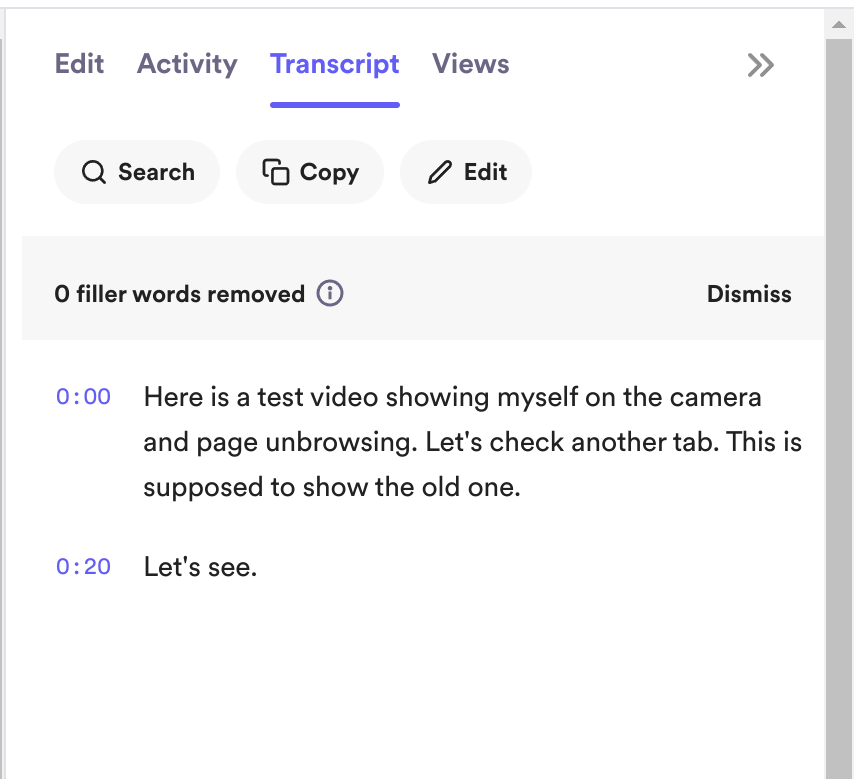 Edit Activity Transcript Views
Search Copy Edit
0 filler words removed Dismiss
0:00 Here is a test video showing myself on the camera
and page unbrowsing. Let's check another tab. This is
supposed to show the old one.
0:20 Let's see.